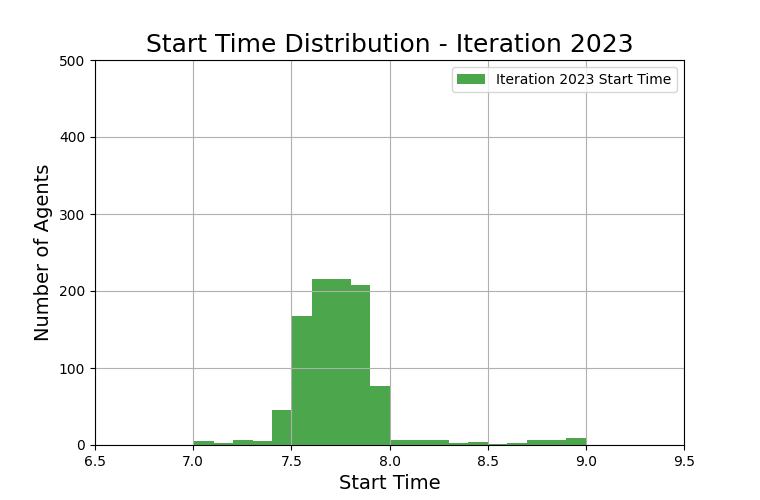 Start Time Distribution - Iteration 2023
Iteration 2023 Start Time
Number of Agents
500
400
300
200
100
0
6.5 7.0 7.5 8.0 8.5 9.0 9.5
Start Time